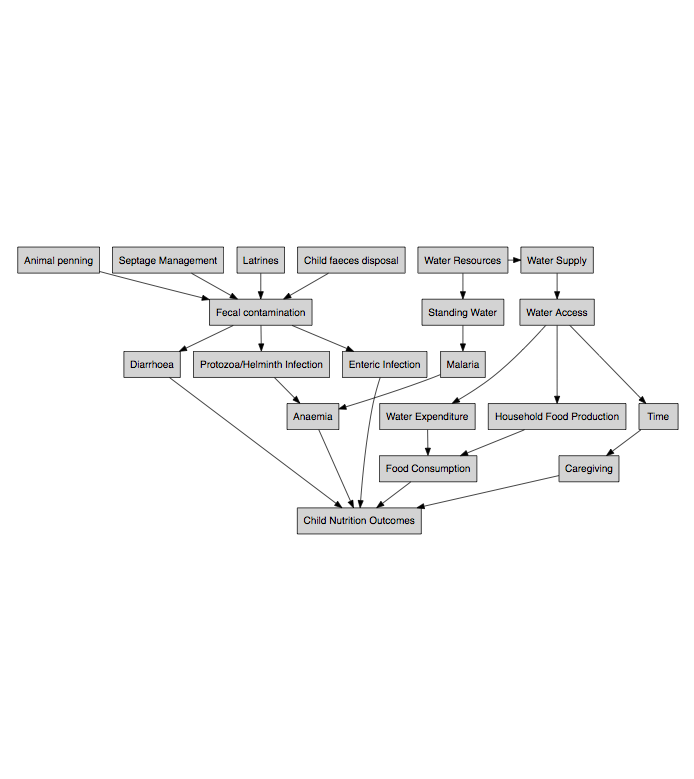 Animal penning
Septage Management
Latrines
Child faeces disposal
Water Resources
Water Supply
Fecal contamination
Standing Water
Water Access
Diarrhoea
Protozoa/Helminth Infection
Enteric Infection
Malaria
Anaemia
Water Expenditure
Household Food Production
Time
Food Consumption
Caregiving
Child Nutrition Outcomes